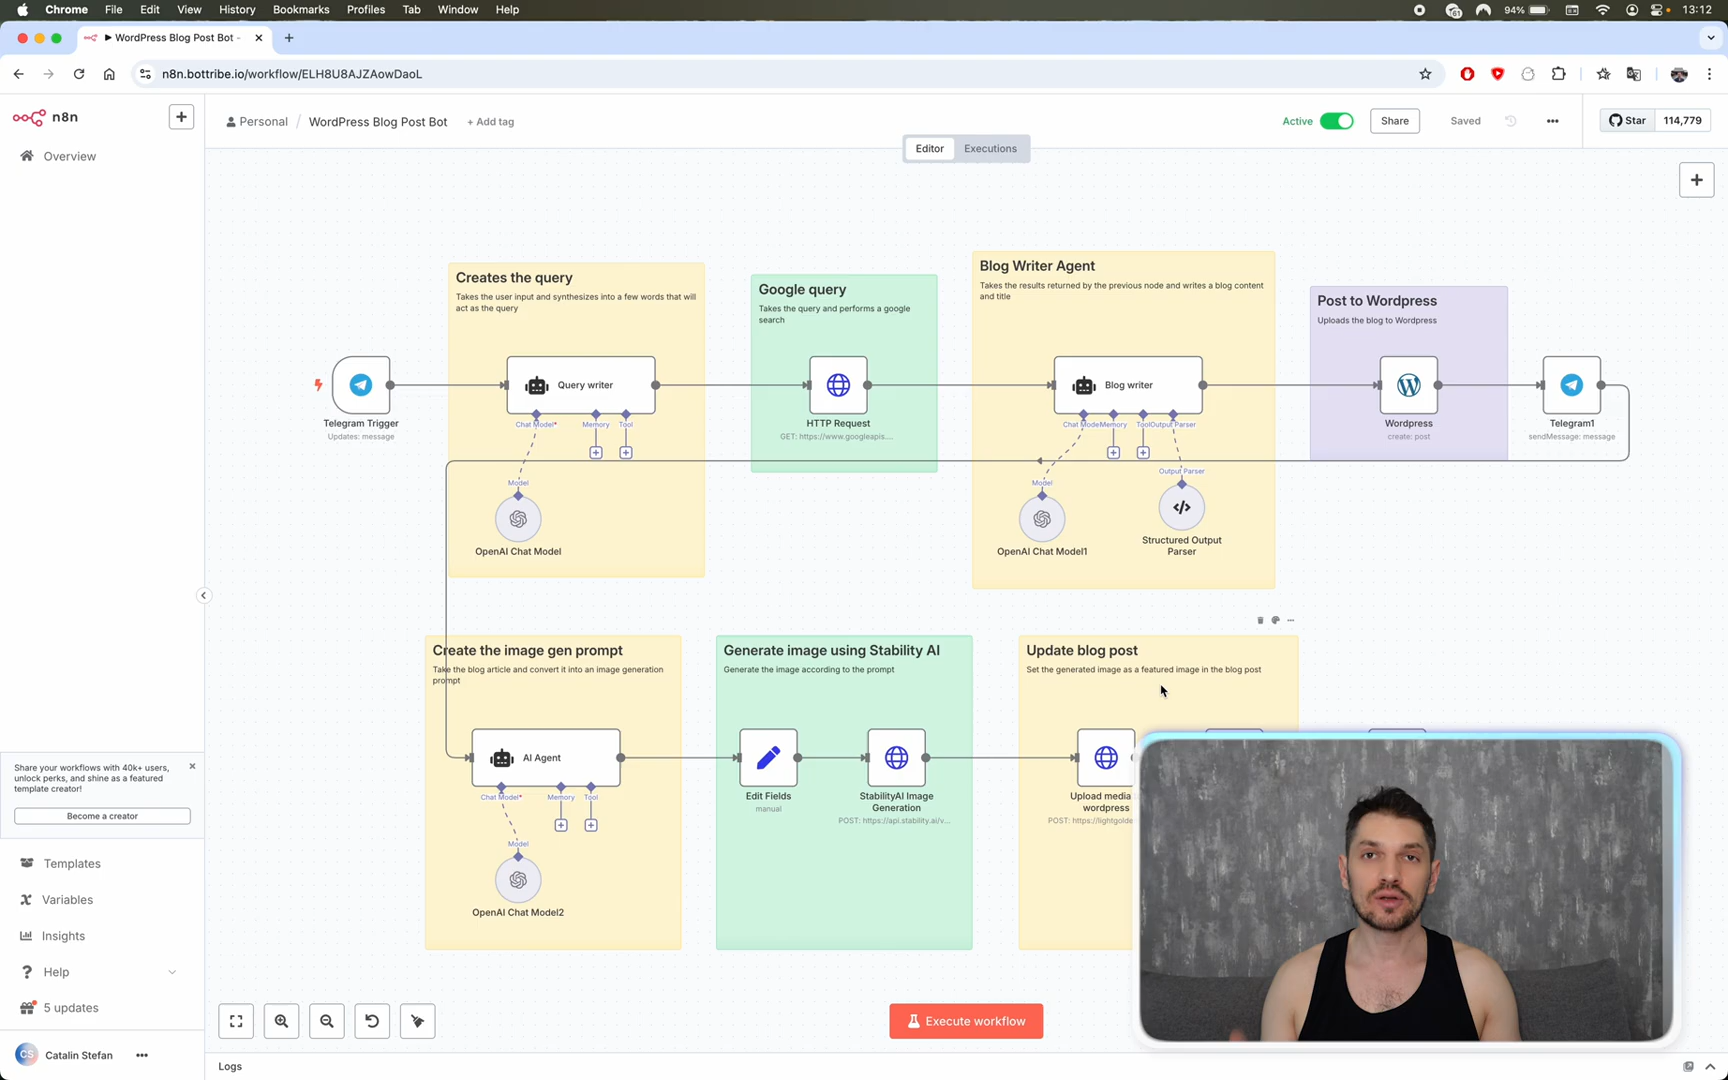 Chrome File Edit View History Bookmarks Profiles Tab Window Help 61 94% 13:12
WordPress Blog Post Bot -
n8n.bottribe.io/workflow/ELH8U8AJZAowDaoL
n8n
Personal / WordPress Blog Post Bot + Add tag
Active Share Saved Star 114,779
Editor Executions
Overview
Creates the query
Takes the user input and synthesizes into a few words that will
act as the query
Google query
Takes the query and performs a google
search
Blog Writer Agent
Takes the results returned by the previous node and writes a blog content
and title
Post to Wordpress
Uploads the blog to Wordpress
Telegram Trigger
Updates: message
Query writer
Chat Model* Memory Tool
Model
OpenAI Chat Model
HTTP Request
GET: https://www.googleapis....
Blog writer
Chat Mode Memory Tool Output Parser
Model
OpenAI Chat Model1
Output Parser
Structured Output
Parser
Wordpress
create: post
Telegram1
sendMessage: message
Create the image gen prompt
Take the blog article and convert it into an image generation
prompt
Generate image using Stability AI
Generate the image according to the prompt
Update blog post
Set the generated image as a featured image in the blog post
AI Agent
Chat Model* Memory Tool
Model
OpenAI Chat Model2
Edit Fields
manual
StabilityAI Image
Generation
POST: https://api.stability.ai/v...
Upload media
wordpress
POST: https://lightgolde
Share your workflows with 40k+ users,
unlock perks, and shine as a featured
template creator!
Become a creator
Templates
Variables
Insights
Help
5 updates
CS Catalin Stefan
Execute workflow
Logs